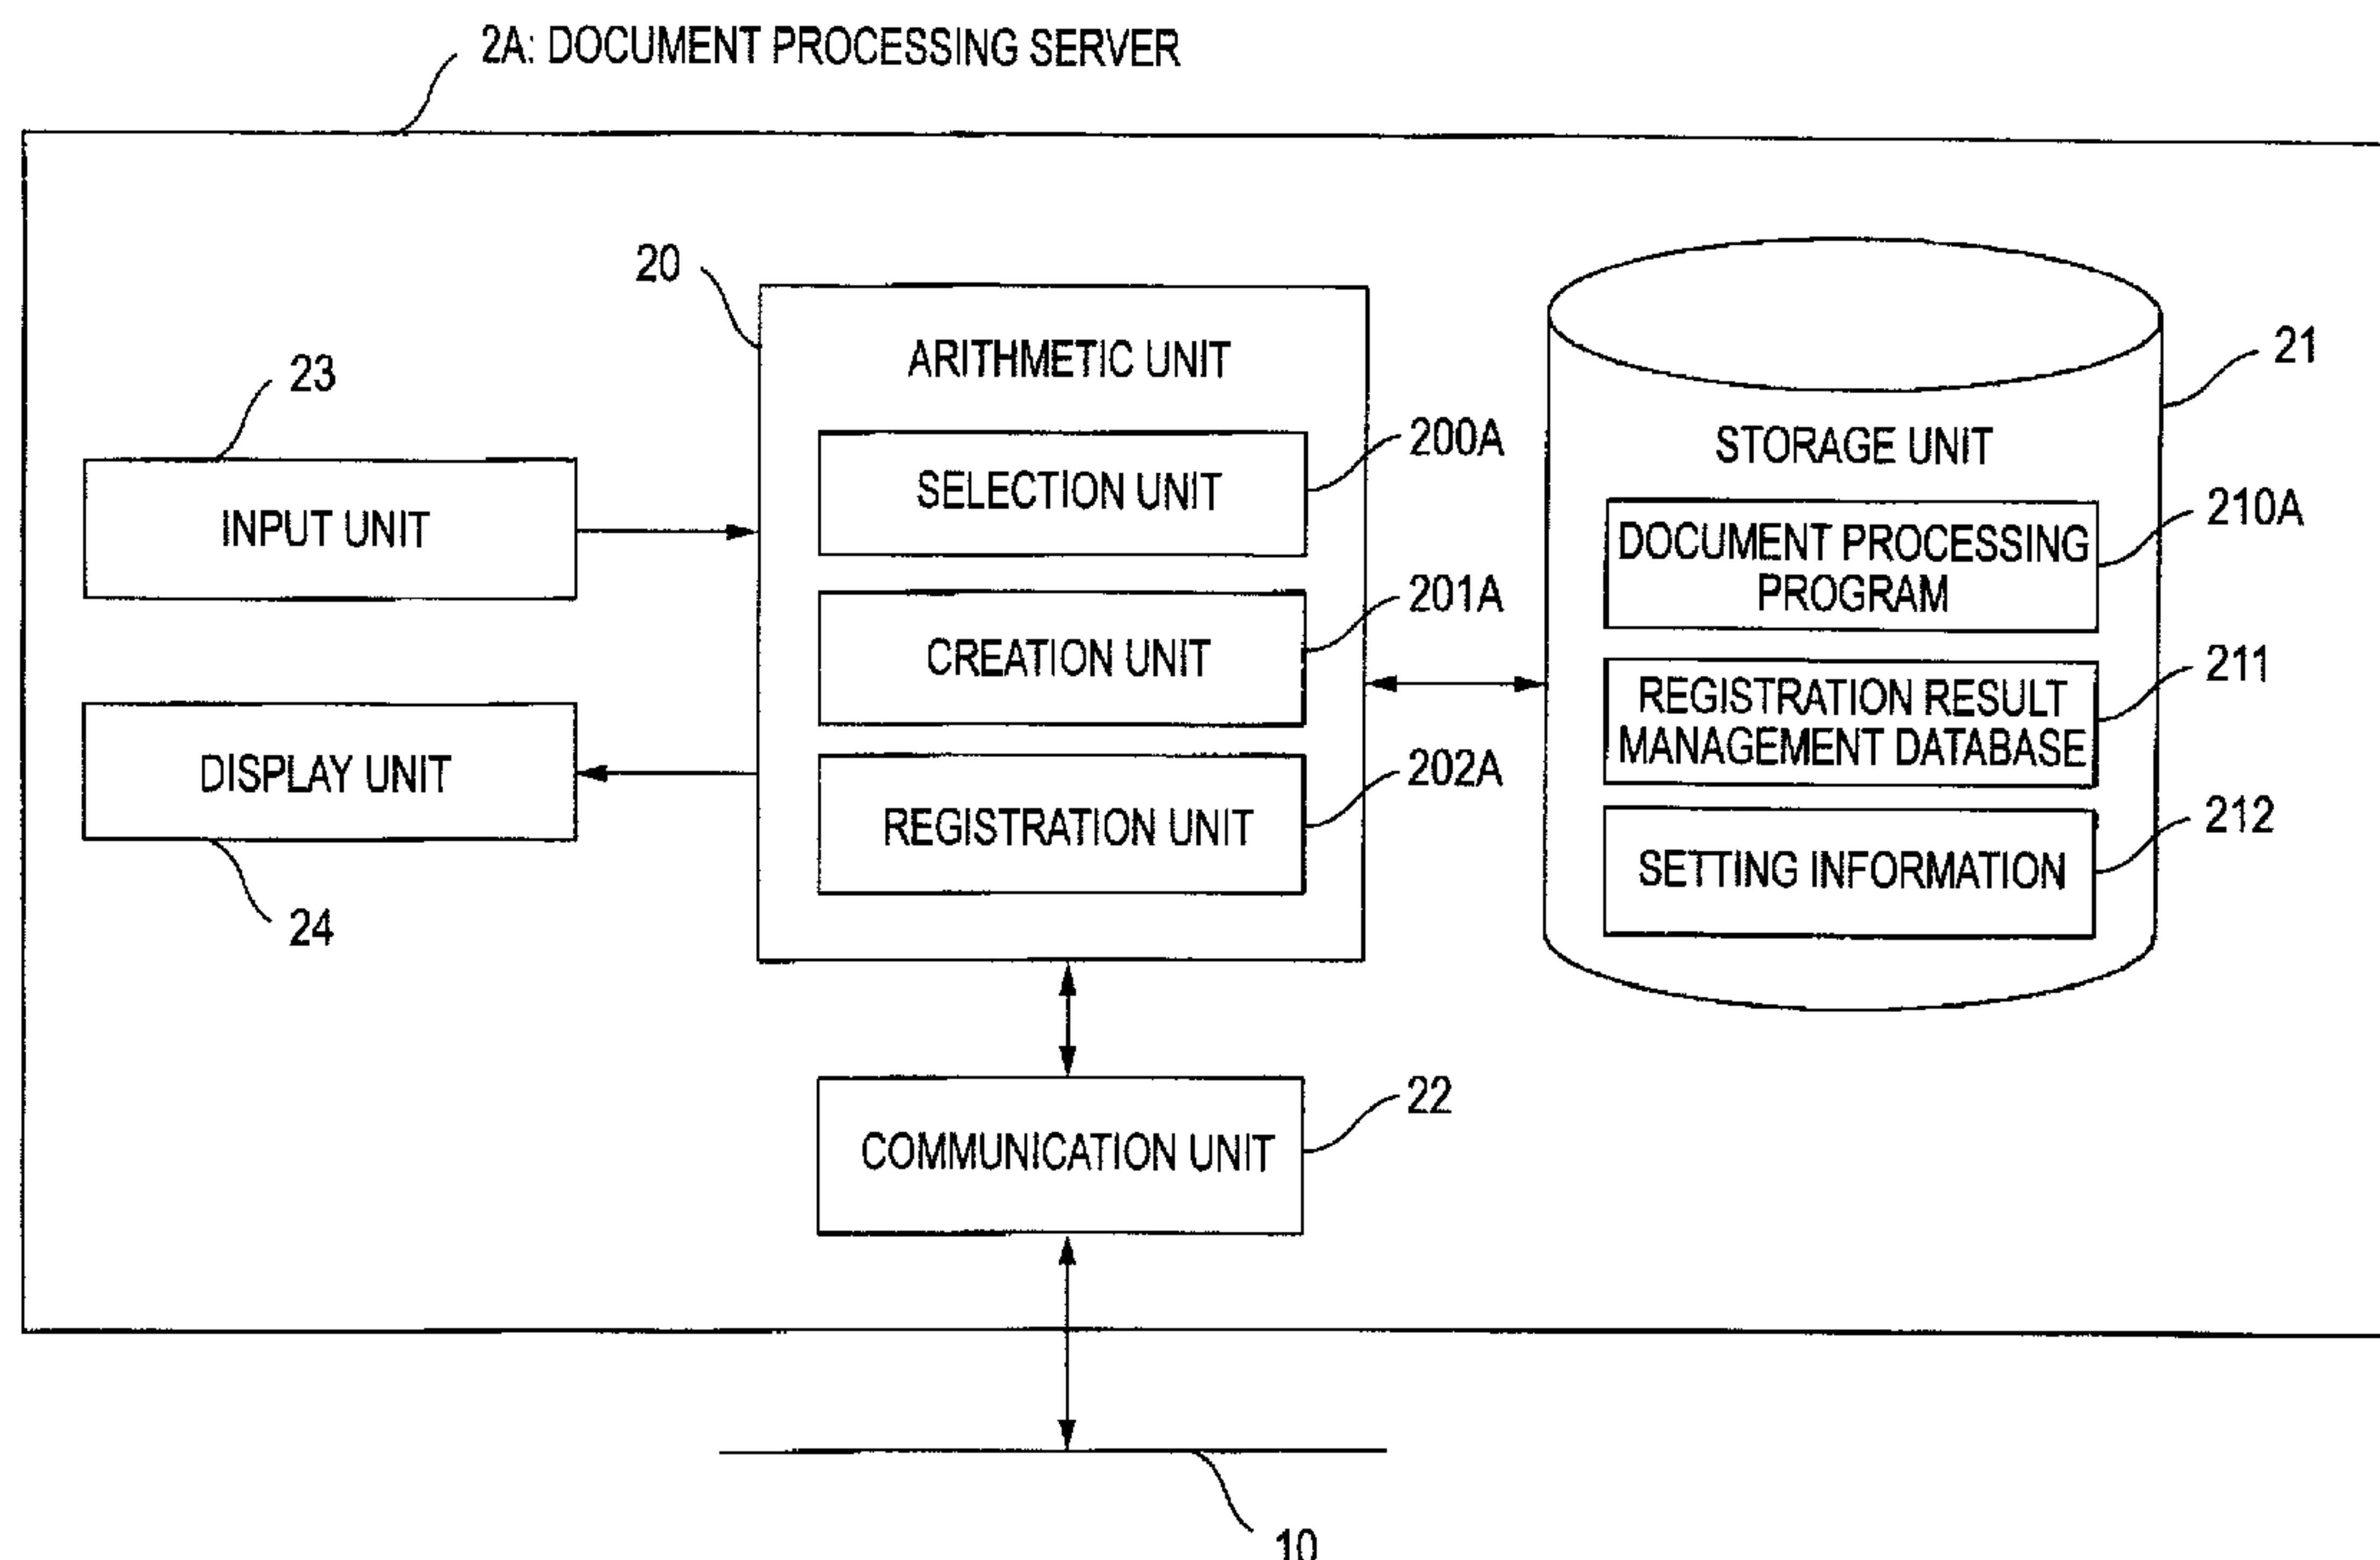 2A: DOCUMENT PROCESSING SERVER
20
ARITHMETIC UNIT
21
23
200A
STORAGE UNIT
SELECTION UNIT
210A
INPUT UNIT
DOCUMENT PROCESSING
PROGRAM
201A
CREATION UNIT
211
REGISTRATION RESULT
MANAGEMENT DATABASE
DISPLAY UNIT
202A
REGISTRATION UNIT
212
SETTING INFORMATION
24
22
COMMUNICATION UNIT
10